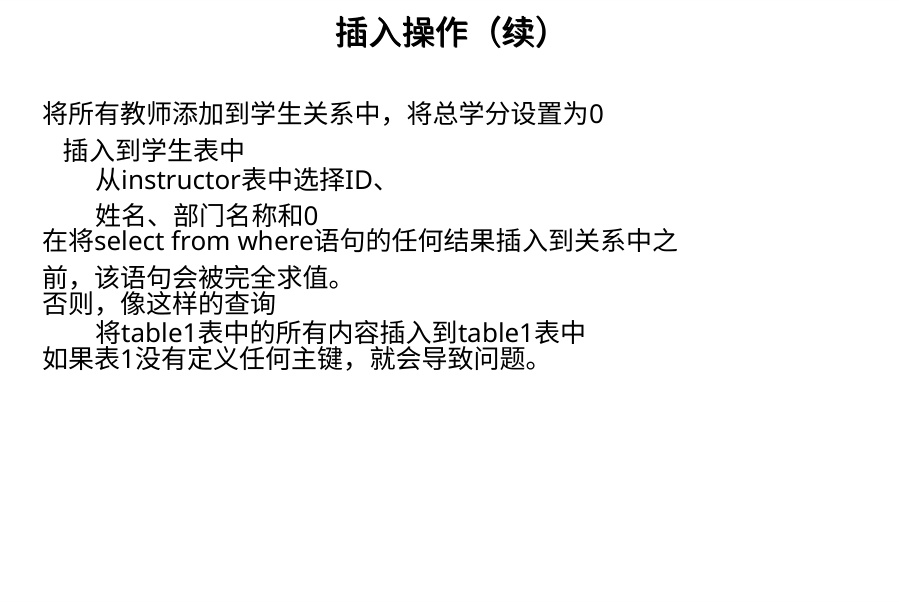 插入操作（续）
将所有教师添加到学生关系中，将总学分设置为0
插入到学生表中
从instructor表中选择ID、
姓名、部门名称和0
在将select from where语句的任何结果插入到关系中之
前，该语句会被完全求值。
否则，像这样的查询
将table1表中的所有内容插入到table1表中
如果表1没有定义任何主键，就会导致问题。